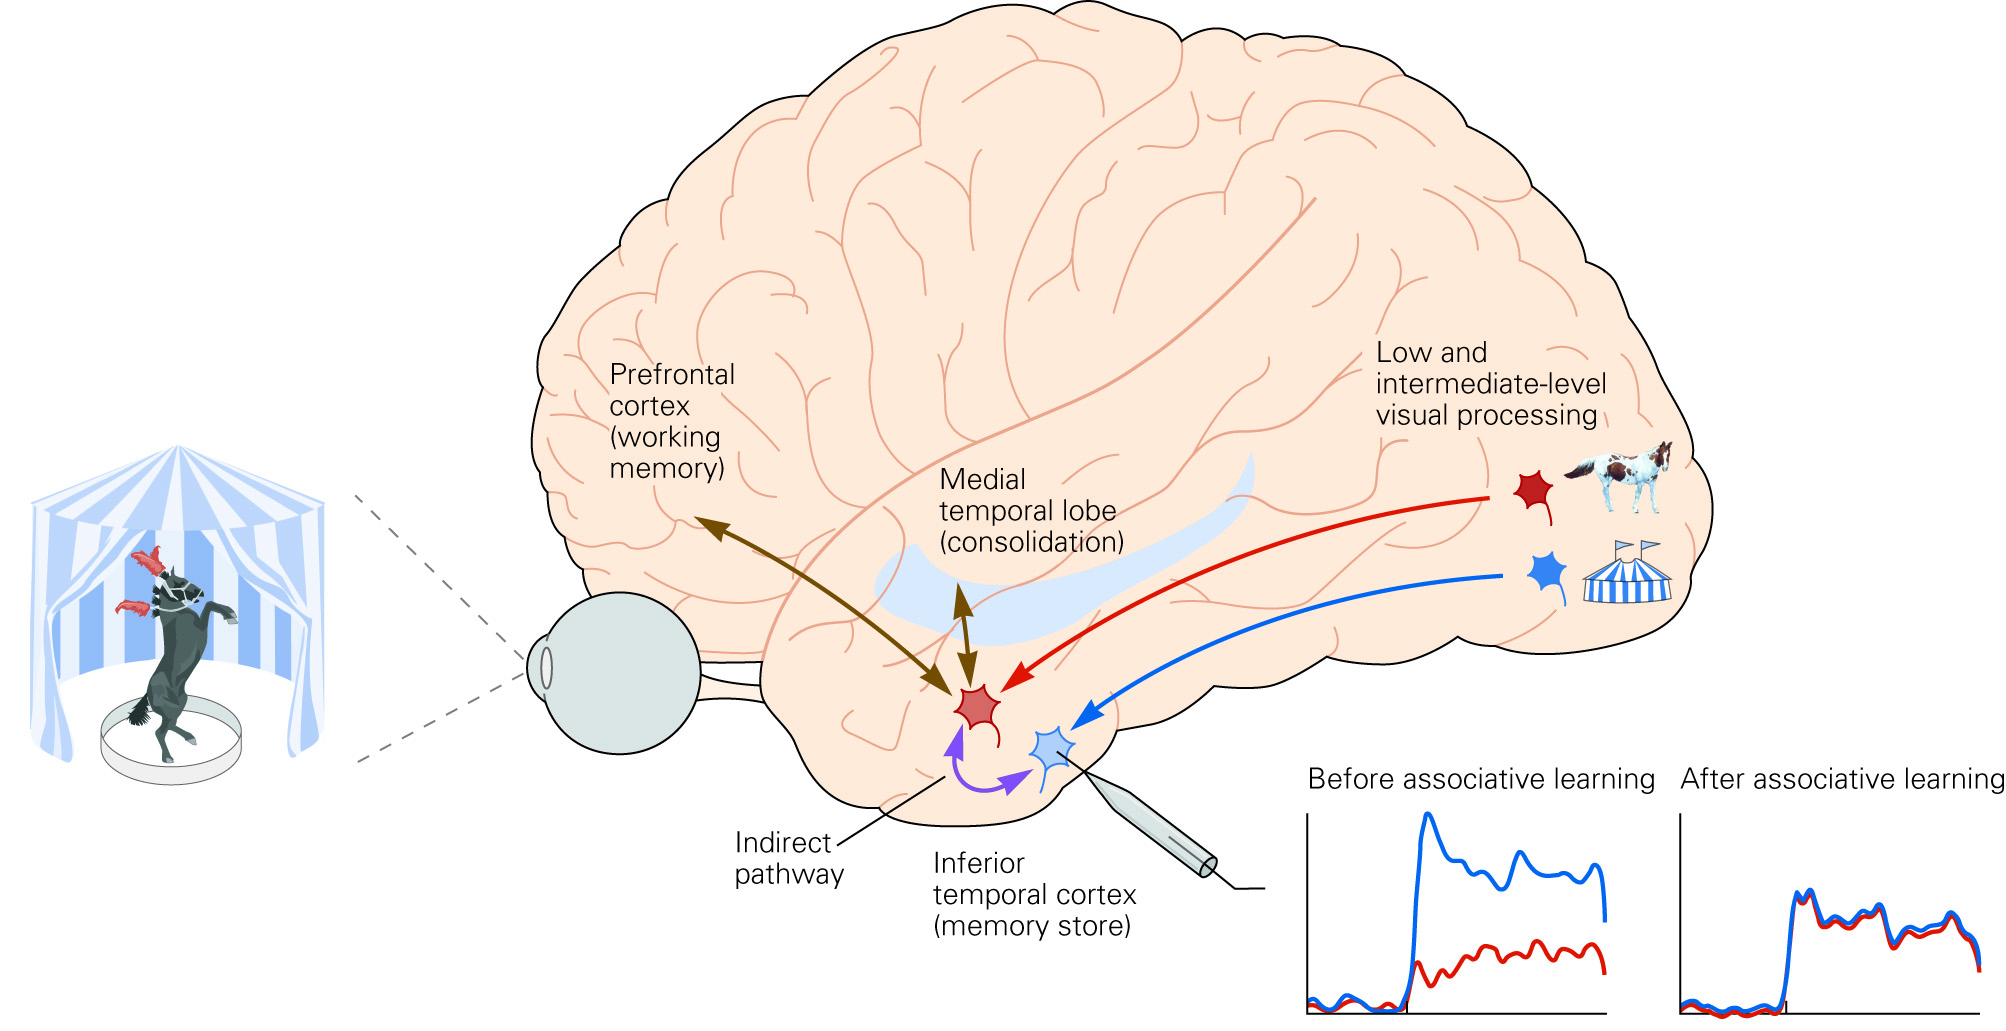 Low and
intermediate-level
visual processing
Prefrontal
cortex
(working
memory)
Medial
temporal lobe
(consolidation)
Before associative learning
After associative learning
Indirect
pathway
Inferior
temporal cortex
(memory store)